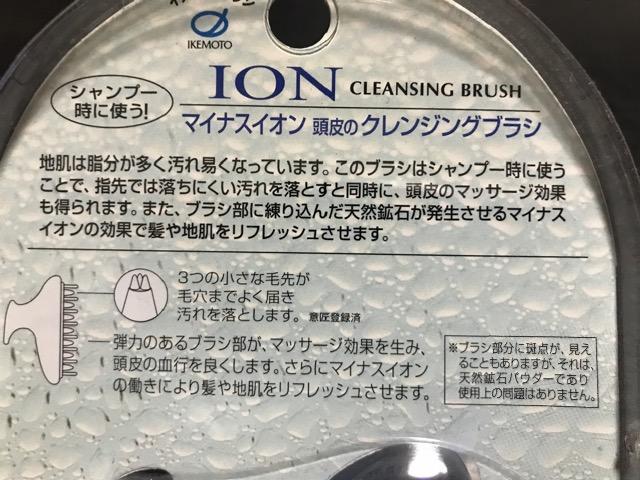 IKEMOTO
ION CLEANSING BRUSH
シャンプー
時に使う!
マイナスイオン 頭皮のクレンジングブラシ
地肌は脂分が多く汚れ易くなっています。このブラシはシャンプー時に使う
ことで、指先では落ちにくい汚れを落とすと同時に、頭皮のマッサージ効果
も得られます。また、ブラシ部に練り込んだ天然鉱石が発生させるマイナス
イオンの効果で髪や地肌をリフレッシュさせます。
3つの小さな毛先が
毛穴までよく届き
汚れを落とします。 意匠登録済
弾力のあるブラシ部が、マッサージ効果を生み、
頭皮の血行を良くします。さらにマイナスイオン
の働きにより髪や地肌をリフレッシュさせます。
※ブラシ部分に斑点が、見え
ることもありますが、それは、
天然鉱石パウダーであり
使用上の問題はありません。